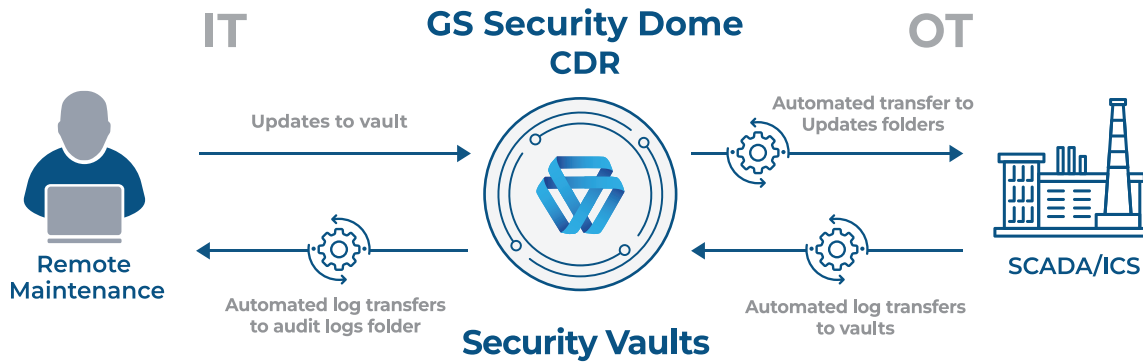 IT
GS Security Dome
CDR
OT
Updates to vault
Automated transfer to
Updates folders
Remote
Maintenance
SCADA/ICS
Automated log transfers
to audit logs folder
Automated log transfers
to vaults
Security Vaults